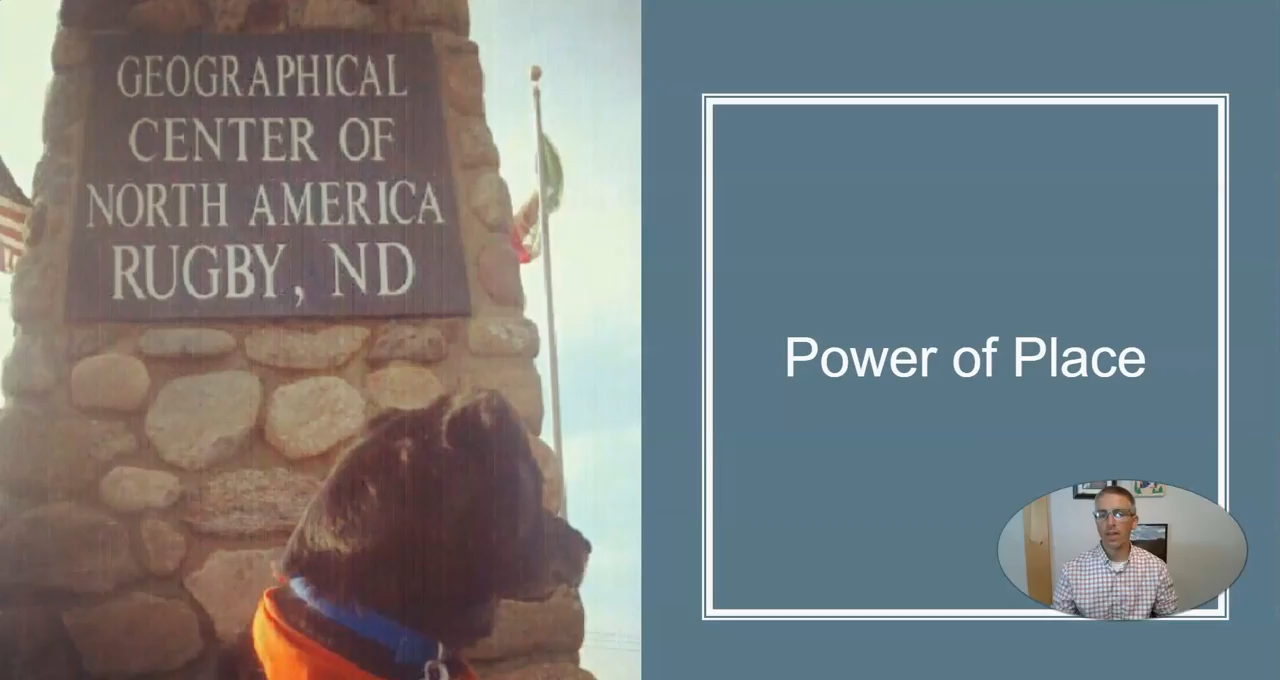 GEOGRAPHICAL
CENTER OF
NORTH AMERICA
RUGBY, ND
Power of Place